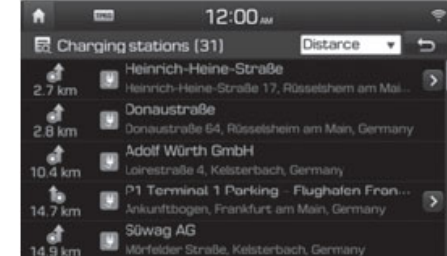 TPEG 12:00 AM
Charging stations (31) Distance
Heinrich-Heine-Straße
2.7 km Heinrich-Heine-Straße 17, Rüsselsheim am Mai...
Donaustraße
2.8 km Donaustraße 64, Rüsselsheim am Main, Germany
Adolf Würth GmbH
10.4 km Loirestraße 4, Kelsterbach, Germany
P1 Terminal 1 Parking - Flughafen Fran...
14.7 km Ankunftbogen, Frankfurt am Main, Germany
Süwag AG
14.9 km Mörfelder Straße, Kelsterbach, Germany